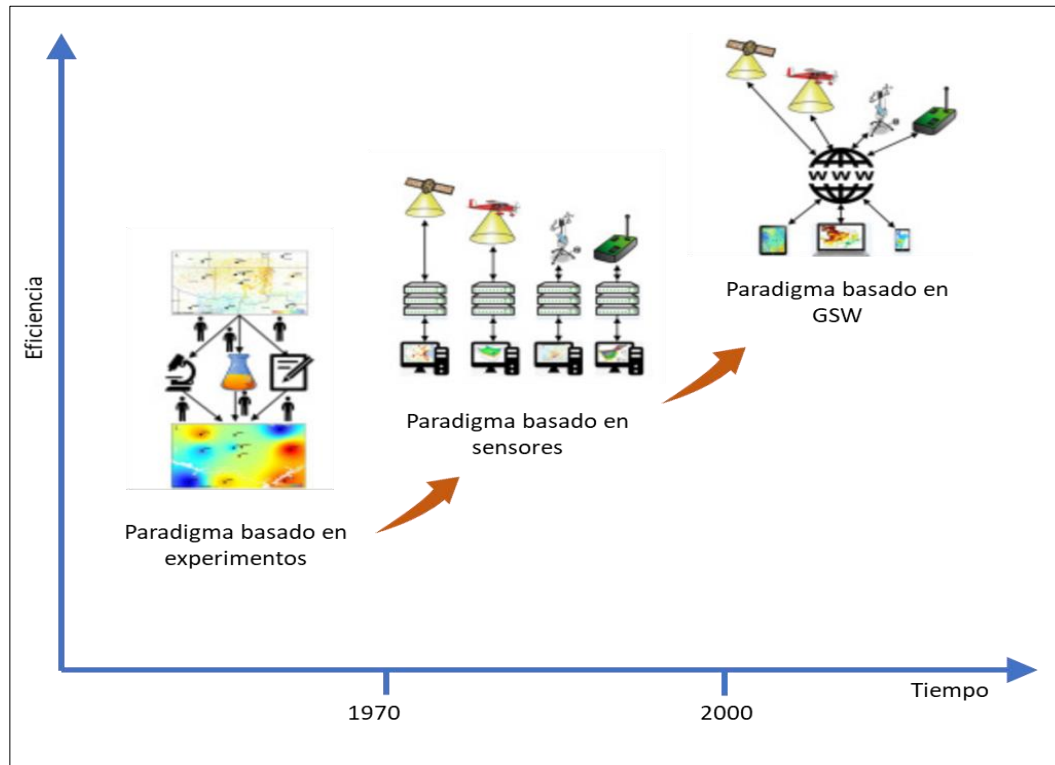 Eficiencia
W W W
Paradigma basado en
GSW
Paradigma basado en
sensores
Paradigma basado en
experimentos
Tiempo
1970
2000